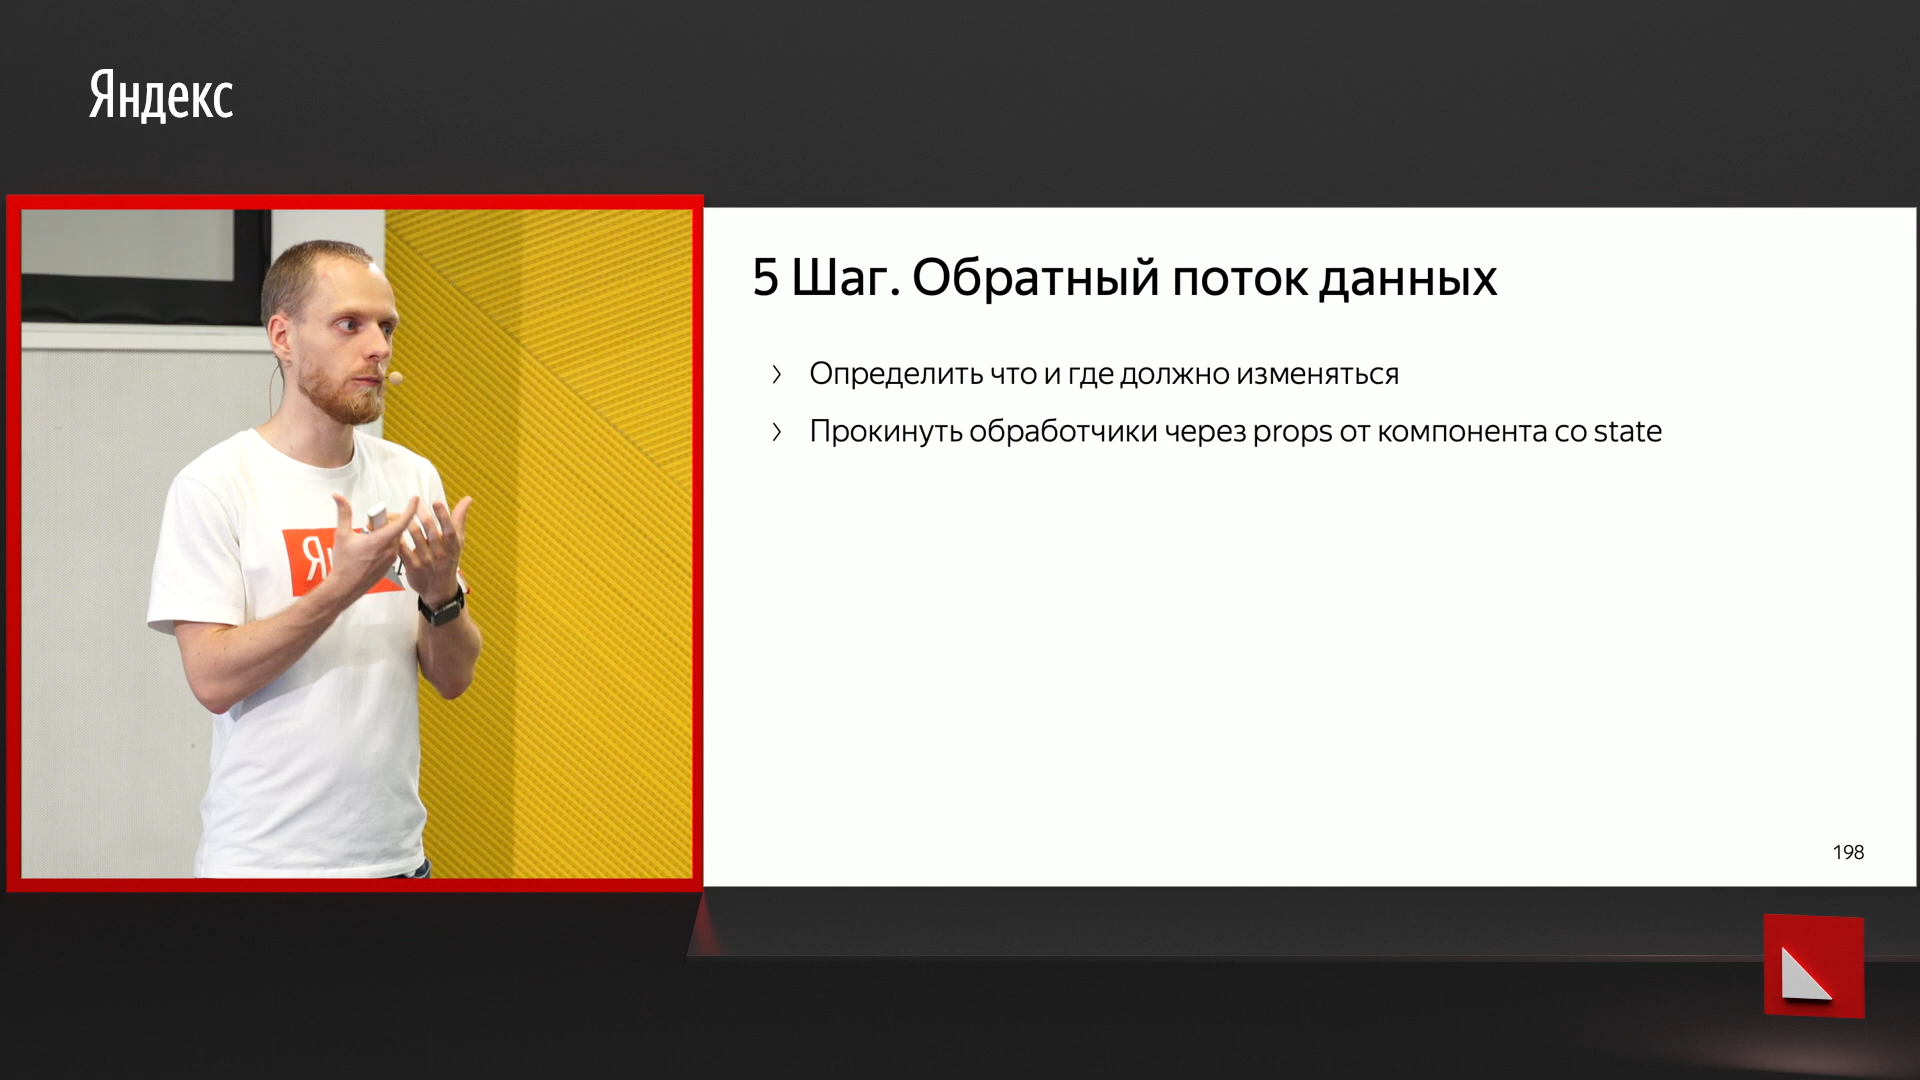 Яндекс
5 Шаг. Обратный поток данных
› Определить что и где должно изменяться
› Прокинуть обработчики через props от компонента со state
198